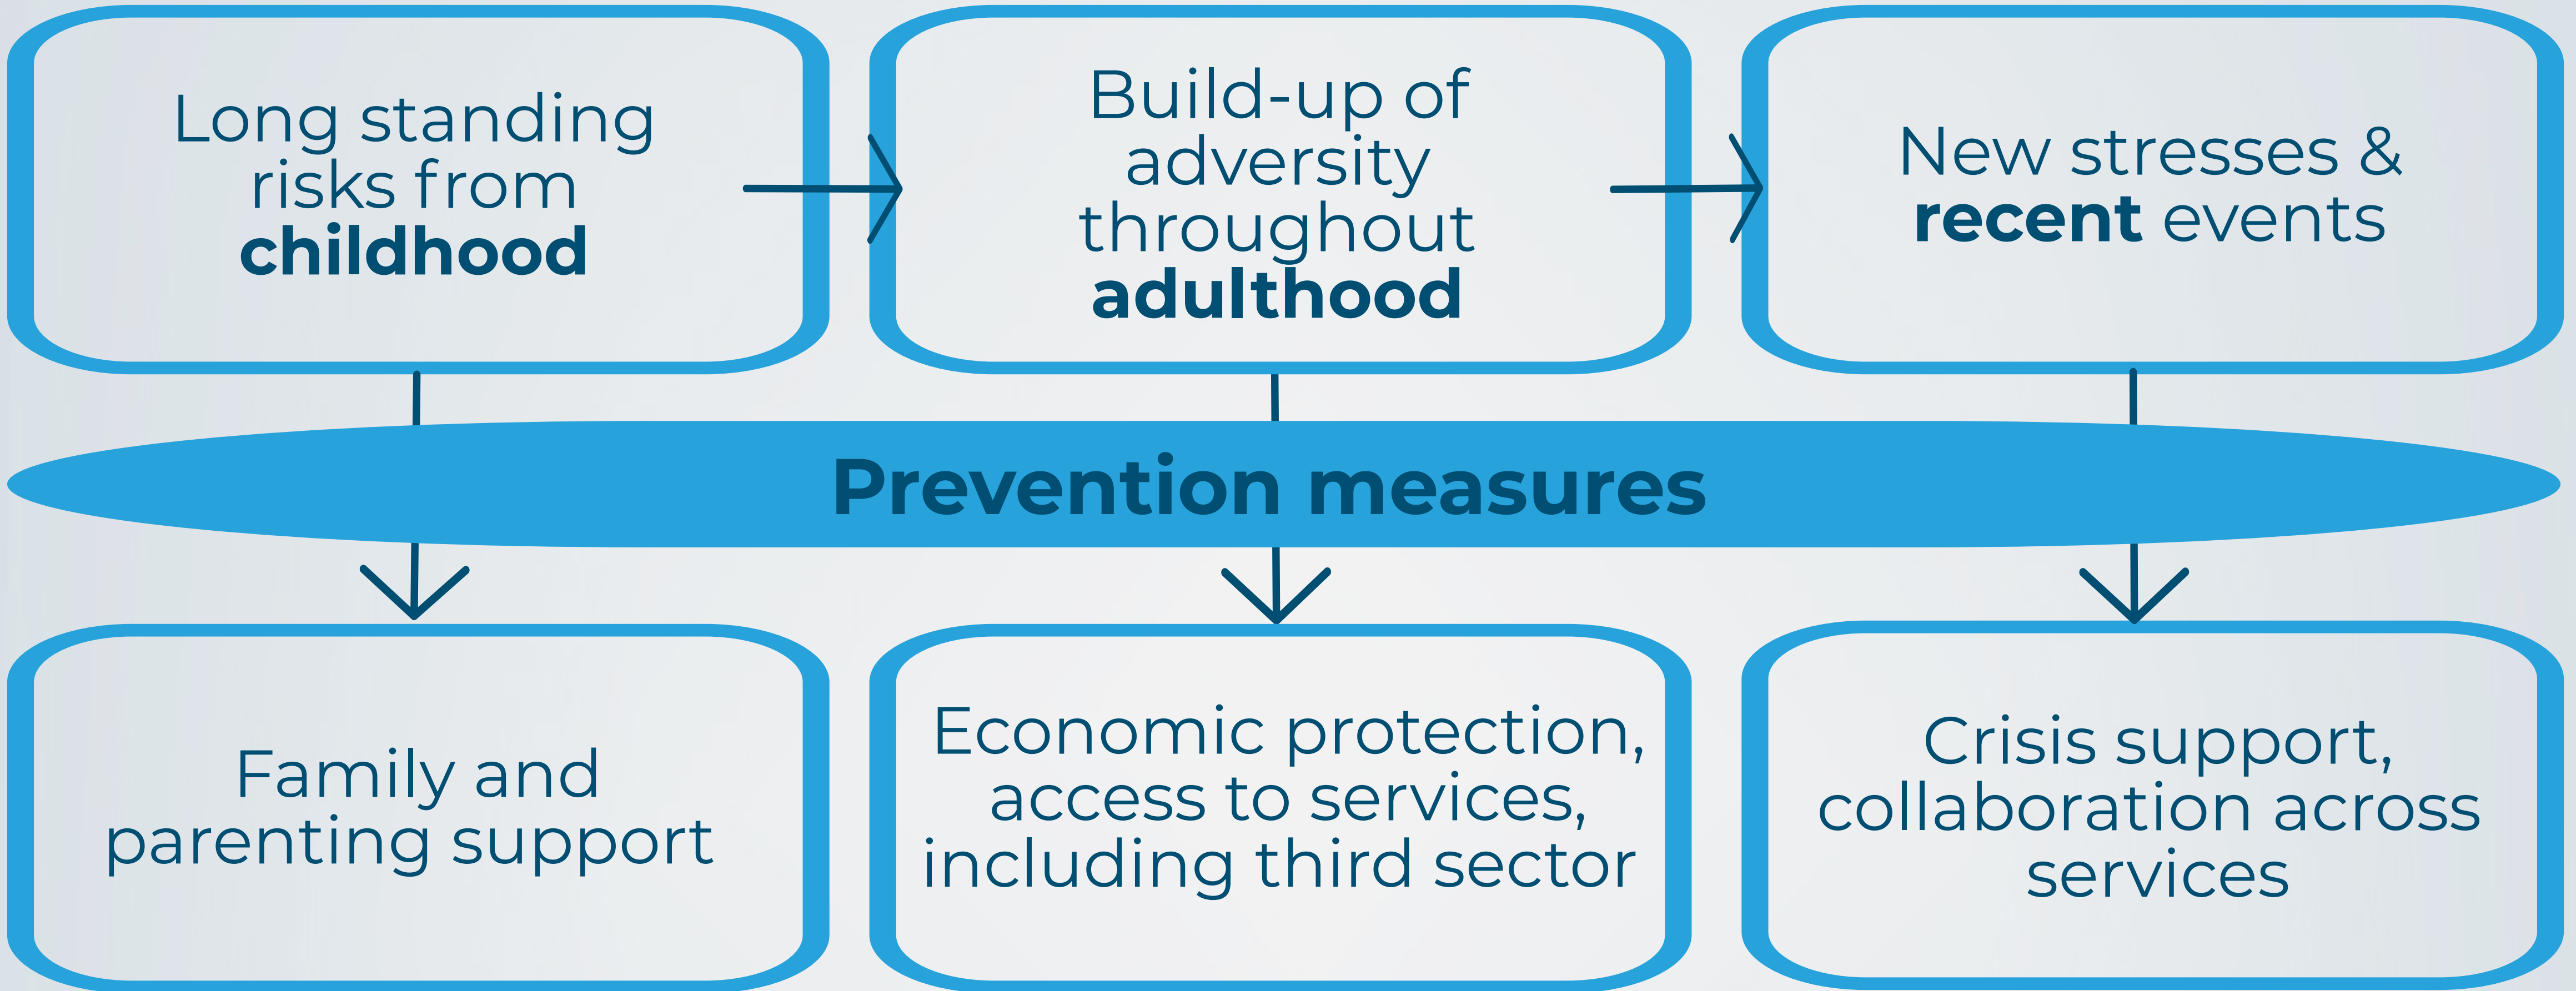 Long standing
risks from
childhood
Build-up of
adversity
throughout
adulthood
New stresses &
recent events
Prevention measures
Family and
parenting support
Economic protection,
access to services,
including third sector
Crisis support,
collaboration across
services